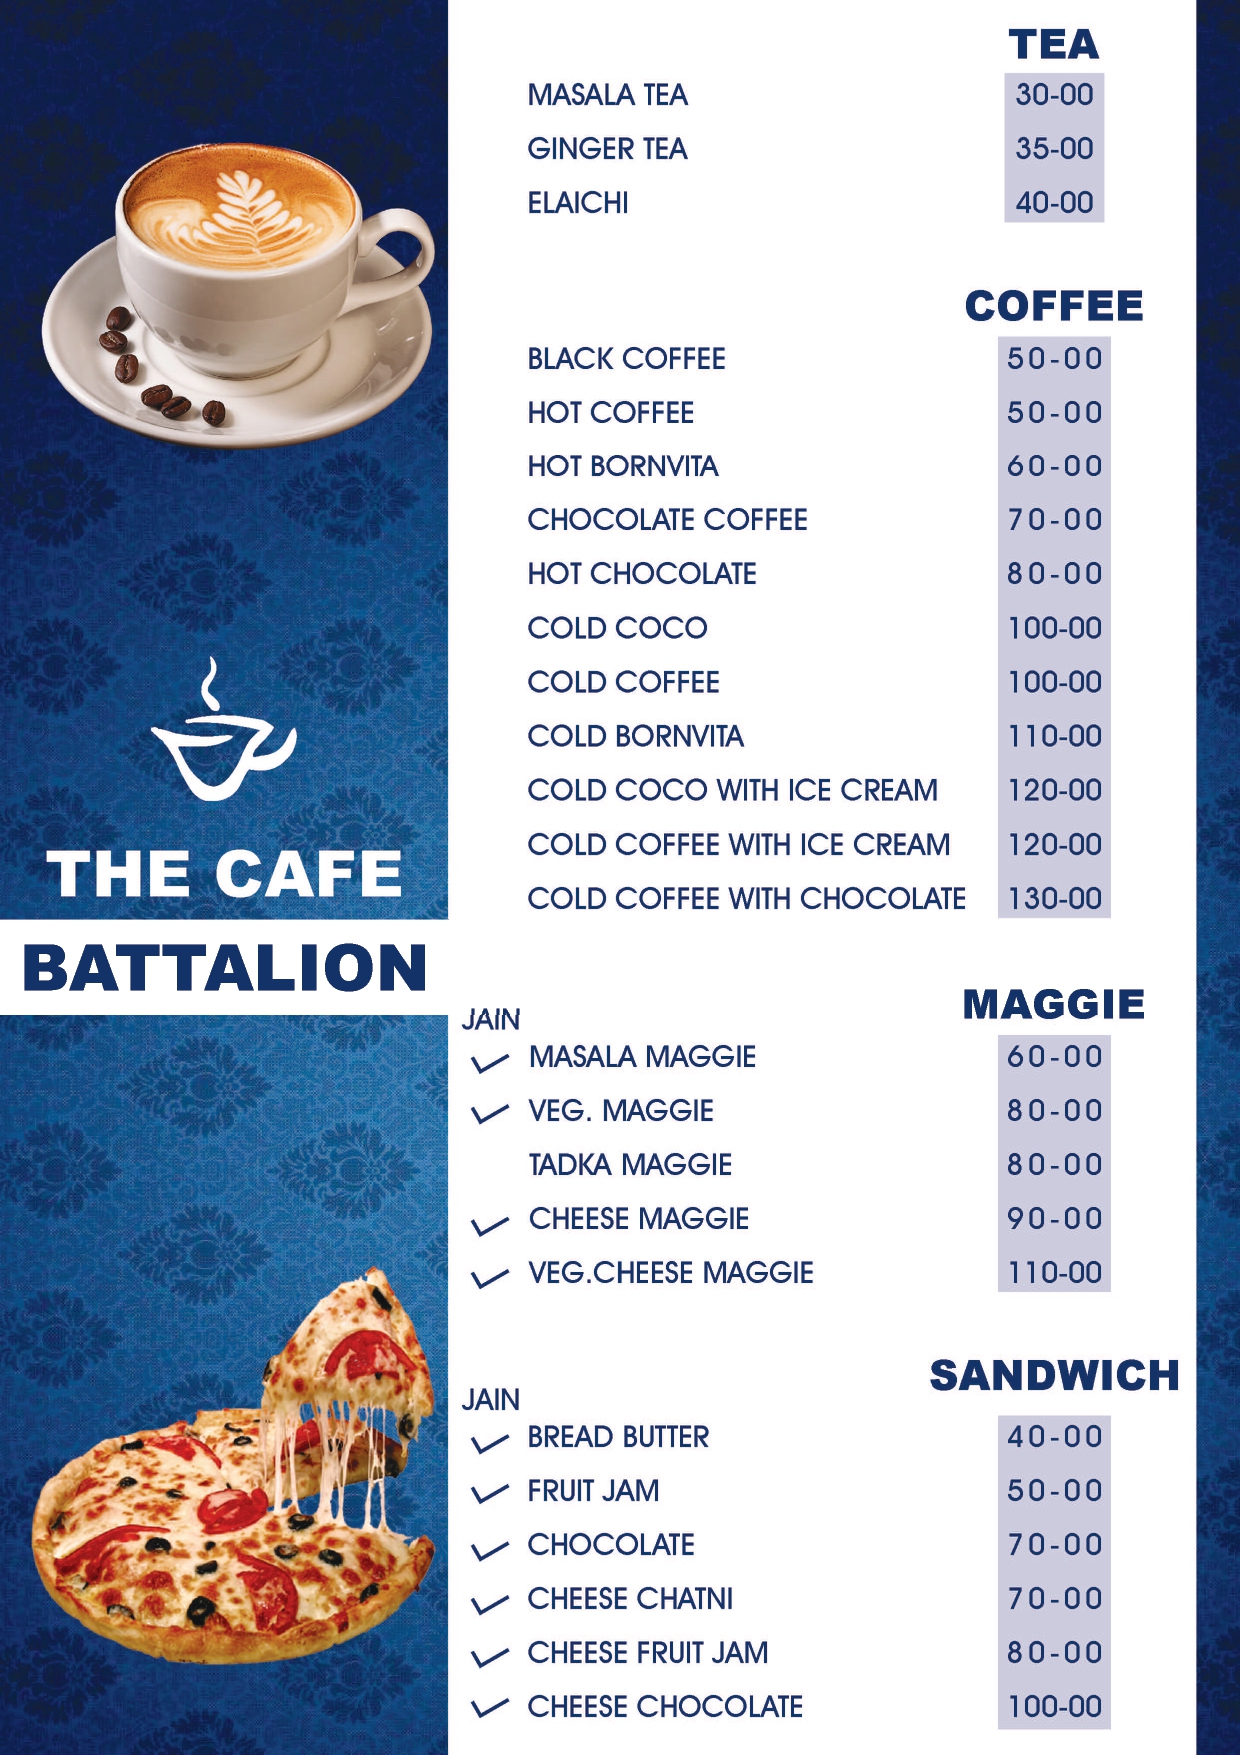 THE CAFE
BATTALION
TEA
MASALA TEA 30-00
GINGER TEA 35-00
ELAICHI 40-00
COFFEE
BLACK COFFEE 50-00
HOT COFFEE 50-00
HOT BORNVITA 60-00
CHOCOLATE COFFEE 70-00
HOT CHOCOLATE 80-00
COLD COCO 100-00
COLD COFFEE 100-00
COLD BORNVITA 110-00
COLD COCO WITH ICE CREAM 120-00
COLD COFFEE WITH ICE CREAM 120-00
COLD COFFEE WITH CHOCOLATE 130-00
MAGGIE
JAIN
MASALA MAGGIE 60-00
VEG. MAGGIE 80-00
TADKA MAGGIE 80-00
CHEESE MAGGIE 90-00
VEG.CHEESE MAGGIE 110-00
SANDWICH
JAIN
BREAD BUTTER 40-00
FRUIT JAM 50-00
CHOCOLATE 70-00
CHEESE CHATNI 70-00
CHEESE FRUIT JAM 80-00
CHEESE CHOCOLATE 100-00